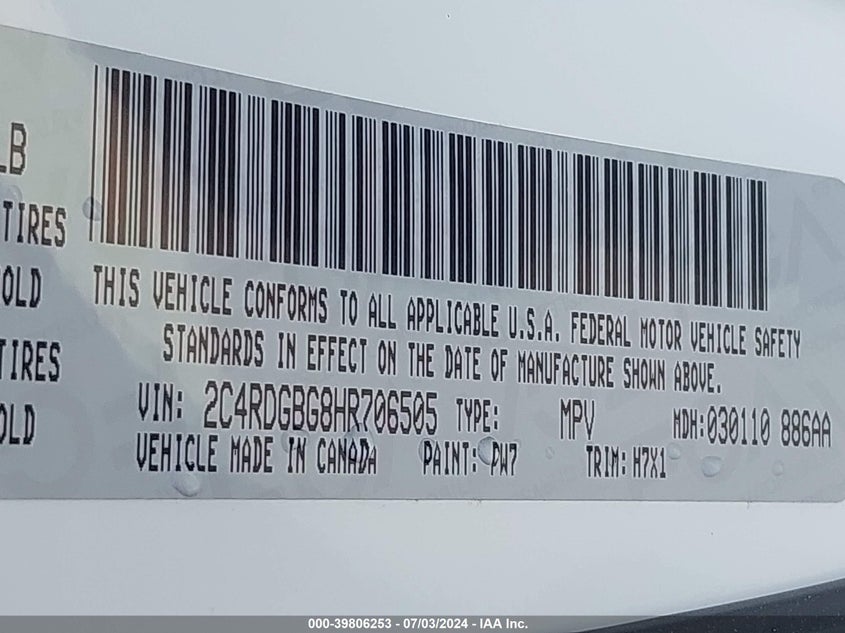 LB
TIRES
OLD
TIRES
OLD
THIS VEHICLE CONFORMS TO ALL APPLICABLE U.S.A. FEDERAL MOTOR VEHICLE SAFETY
STANDARDS IN EFFECT ON THE DATE OF MANUFACTURE SHOWN ABOVE.
VIN: 2C4RDGBG8HR706505 TYPE: MPV MDH:030110 886AA
VEHICLE MADE IN CANADA PAINT: PW7 TRIM: H7X1
000-39806253 - 07/03/2024 - IAA Inc.